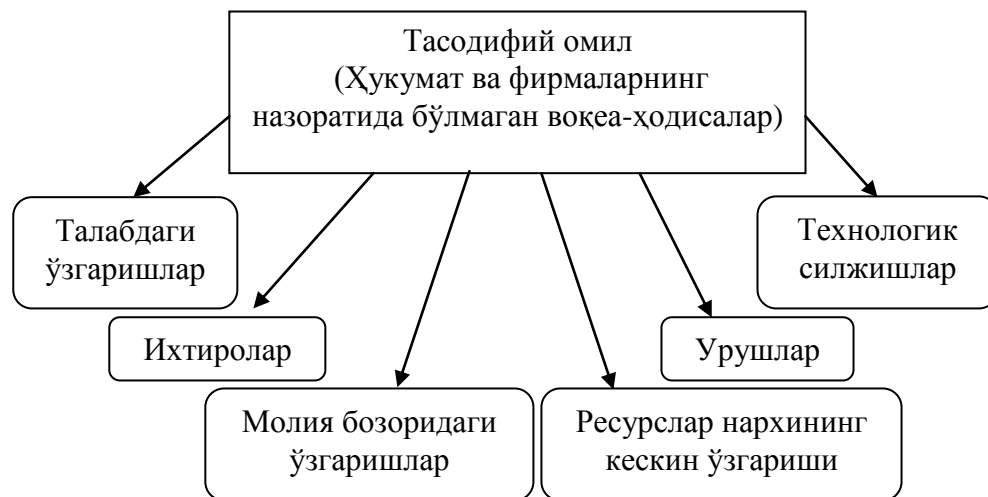 Тасодифий омил
(Ҳукумат ва фирмаларнинг
назоратида бўлмаган воқеа-ҳодисалар)
Талабдаги
ўзгаришлар
Технологик
силжишлар
Ихтиролар
Урушлар
Молия бозоридаги
ўзгаришлар
Ресурслар нархининг
кескин ўзгариши